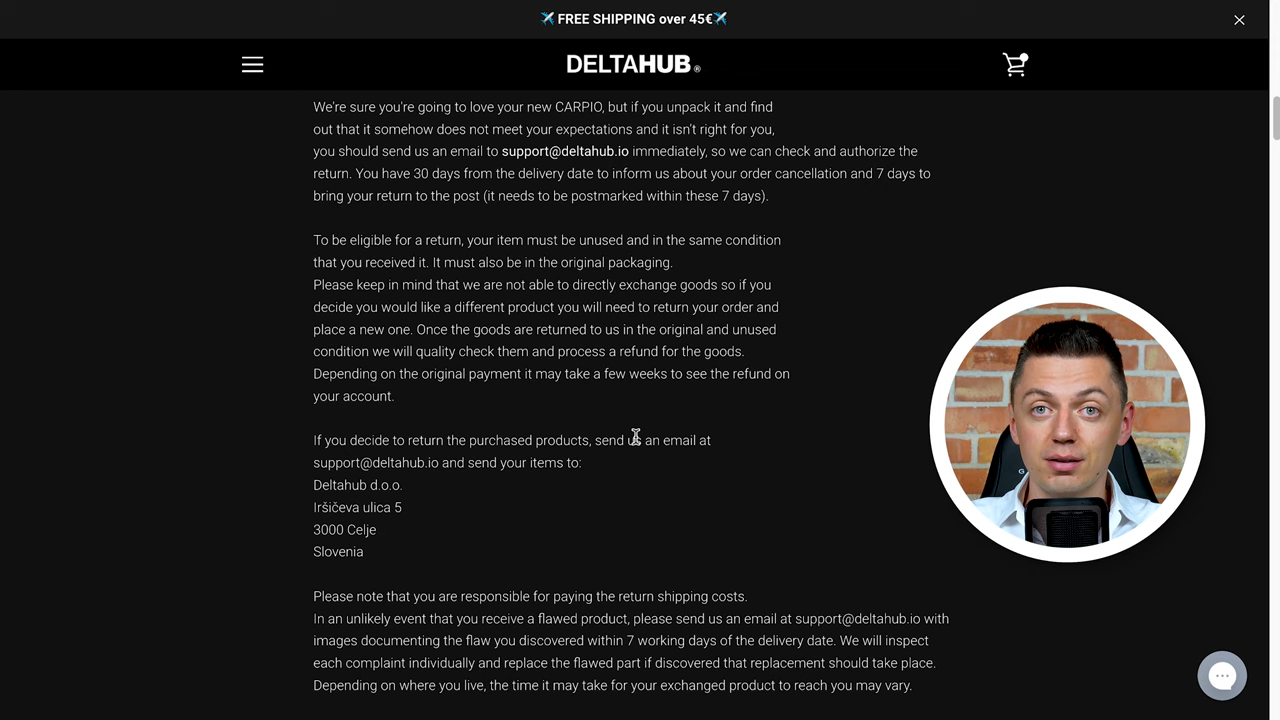 ✈️ FREE SHIPPING over 45€✈️
DELTAHUB®
We're sure you're going to love your new CARPIO, but if you unpack it and find
out that it somehow does not meet your expectations and it isn't right for you,
you should send us an email to support@deltahub.io immediately, so we can check and authorize the
return. You have 30 days from the delivery date to inform us about your order cancellation and 7 days to
bring your return to the post (it needs to be postmarked within these 7 days).
To be eligible for a return, your item must be unused and in the same condition
that you received it. It must also be in the original packaging.
Please keep in mind that we are not able to directly exchange goods so if you
decide you would like a different product you will need to return your order and
place a new one. Once the goods are returned to us in the original and unused
condition we will quality check them and process a refund for the goods.
Depending on the original payment it may take a few weeks to see the refund on
your account.
If you decide to return the purchased products, send us an email at
support@deltahub.io and send your items to:
Deltahub d.o.o.
Iršičeva ulica 5
3000 Celje
Slovenia
Please note that you are responsible for paying the return shipping costs.
In an unlikely event that you receive a flawed product, please send us an email at support@deltahub.io with
images documenting the flaw you discovered within 7 working days of the delivery date. We will inspect
each complaint individually and replace the flawed part if discovered that replacement should take place.
Depending on where you live, the time it may take for your exchanged product to reach you may vary.